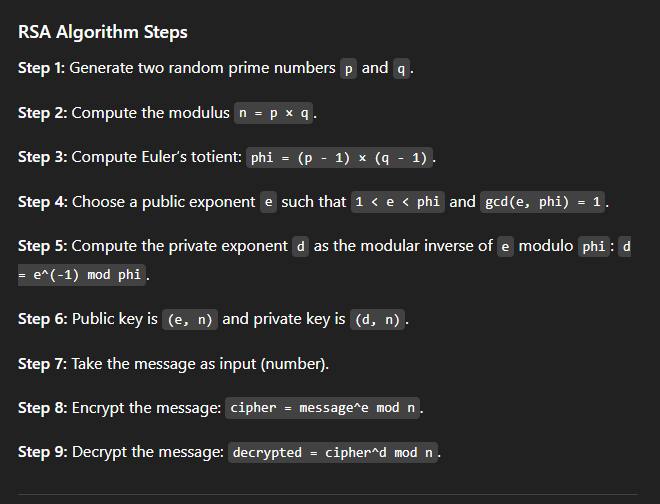 RSA Algorithm Steps
Step 1: Generate two random prime numbers p and q.
Step 2: Compute the modulus n = p × q.
Step 3: Compute Euler's totient: phi = (p - 1) × (q - 1).
Step 4: Choose a public exponent e such that 1 < e < phi and gcd(e, phi) = 1.
Step 5: Compute the private exponent d as the modular inverse of e modulo phi: d
= e^(-1) mod phi.
Step 6: Public key is (e, n) and private key is (d, n).
Step 7: Take the message as input (number).
Step 8: Encrypt the message: cipher = message^e mod n.
Step 9: Decrypt the message: decrypted = cipher^d mod n.